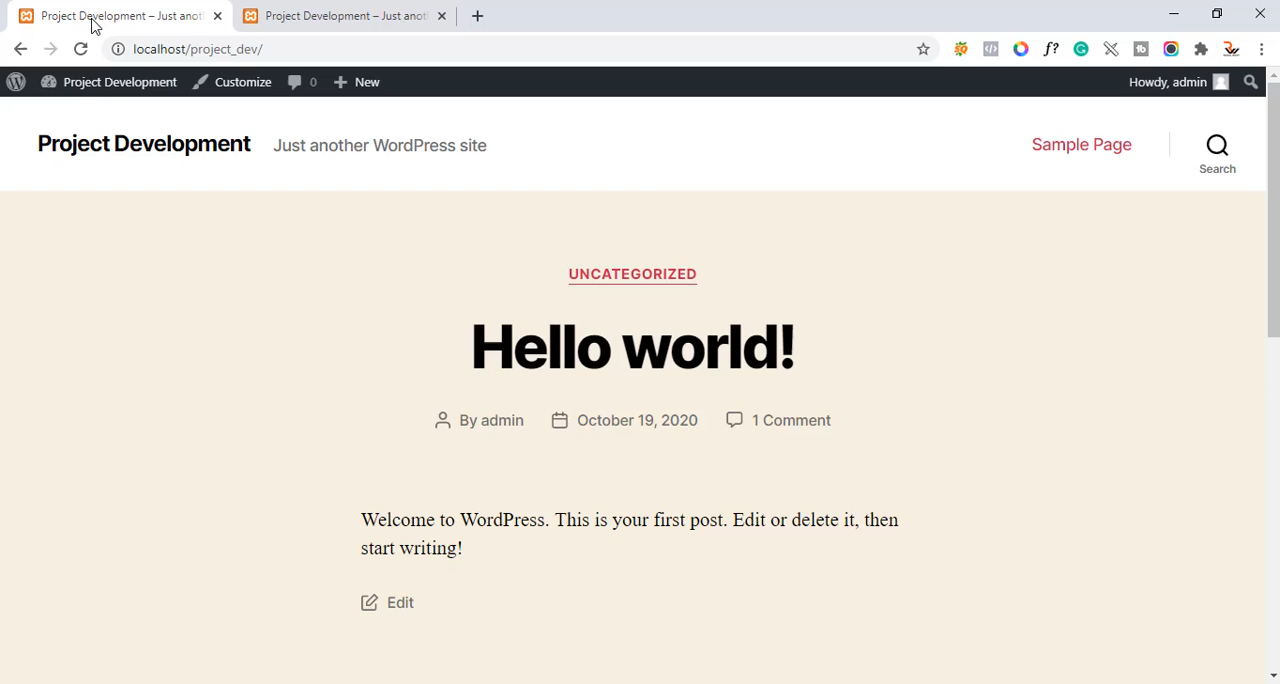 Project Development – Just anot
Project Development – Just anot
localhost/project_dev/
f?
tb
Project Development
Customize
0
New
Howdy, admin
Project Development
Just another WordPress site
Sample Page
Search
UNCATEGORIZED
Hello world!
By admin
October 19, 2020
1 Comment
Welcome to WordPress. This is your first post. Edit or delete it, then
start writing!
Edit